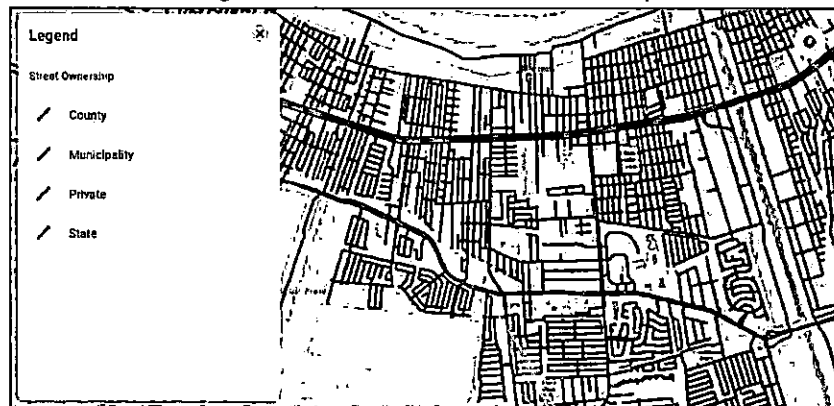 Legend
Street Ownership
County
Municipality
Private
State